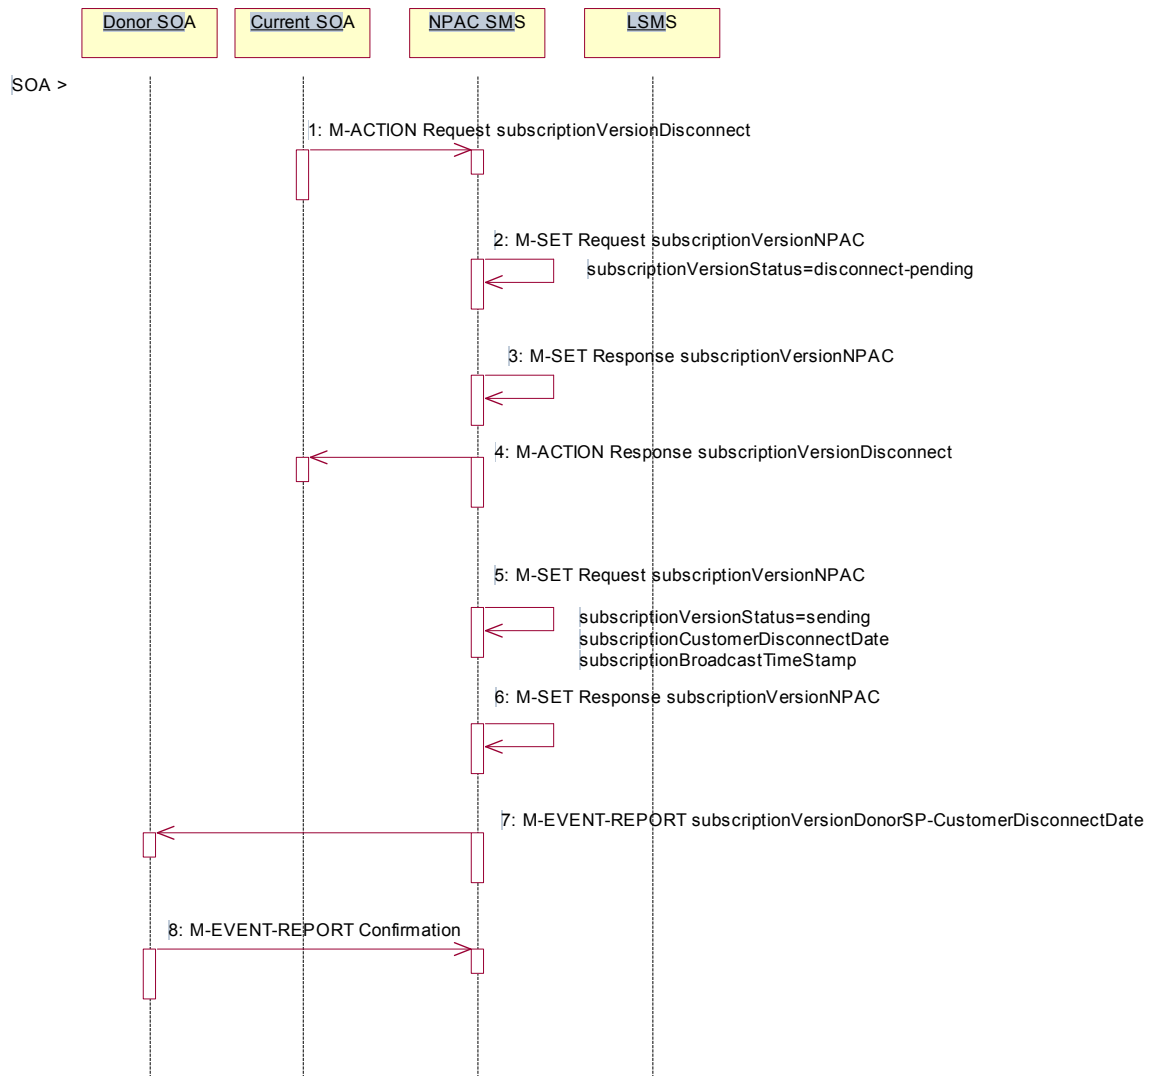 Donor SOA
Current SOA
NPAC SMS
LSMS
SOA >
1: M-ACTION Request subscriptionVersionDisconnect
2: M-SET Request subscriptionVersionNPAC
subscriptionVersionStatus=disconnect-pending
3: M-SET Response subscriptionVersionNPAC
4: M-ACTION Response subscriptionVersionDisconnect
5: M-SET Request subscriptionVersionNPAC
subscriptionVersionStatus=sending
subscriptionCustomerDisconnectDate
subscriptionBroadcastTimeStamp
6: M-SET Response subscriptionVersionNPAC
7: M-EVENT-REPORT subscriptionVersionDonorSP-CustomerDisconnectDate
8: M-EVENT-REPORT Confirmation